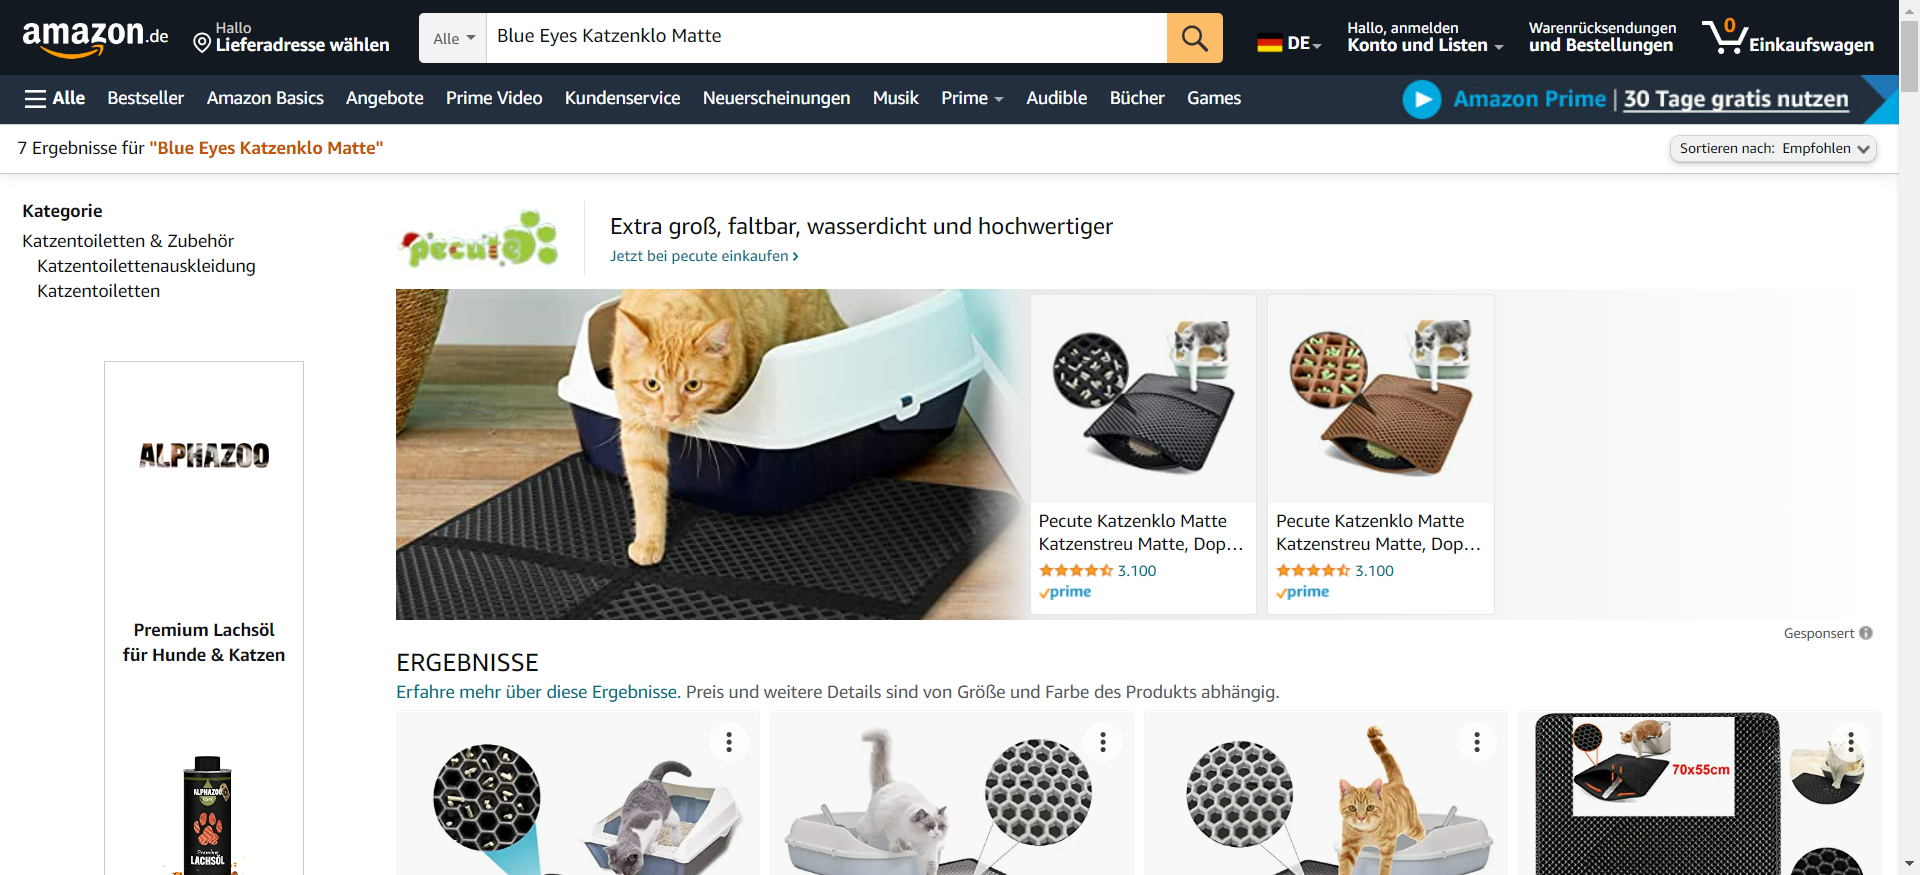 amazon.de
Hallo
Lieferadresse wählen
Alle
Blue Eyes Katzenklo Matte
DE
Hallo, anmelden
Konto und Listen
Warenrücksendungen
und Bestellungen
0
Einkaufswagen
Alle
Bestseller
Amazon Basics
Angebote
Prime Video
Kundenservice
Neuerscheinungen
Musik
Prime
Audible
Bücher
Games
Amazon Prime | 30 Tage gratis nutzen
7 Ergebnisse für "Blue Eyes Katzenklo Matte"
Sortieren nach: Empfohlen
Kategorie
Katzentoiletten & Zubehör
Katzentoilettenauskleidung
Katzentoiletten
ALPHAZOO
Premium Lachsöl
für Hunde & Katzen
ALPHAZOO
Premium
LACHSÖL
pecute
Extra groß, faltbar, wasserdicht und hochwertiger
Jetzt bei pecute einkaufen ›
Pecute Katzenklo Matte
Katzenstreu Matte, Dop…
3.100
prime
Pecute Katzenklo Matte
Katzenstreu Matte, Dop…
3.100
prime
Gesponsert
ERGEBNISSE
Erfahre mehr über diese Ergebnisse. Preis und weitere Details sind von Größe und Farbe des Produkts abhängig.
70x55cm